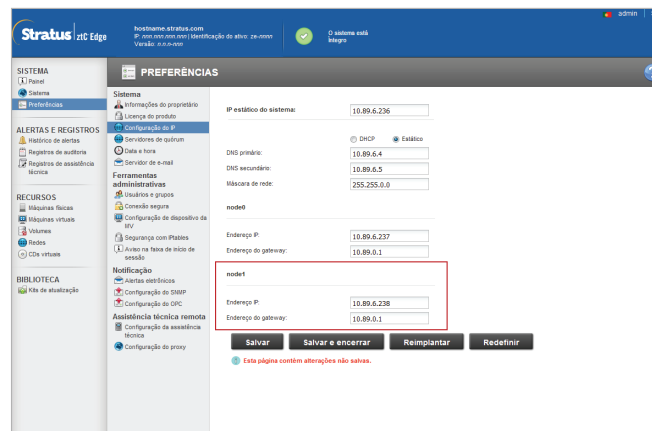 admin
Stratus ztC Edge
hostname.stratus.com
IP: nnn.nnn.nnn.nnn | Identificação do ativo: ze-nnnn
Versão: n.n.n-nnn
O sistema está
íntegro
PREFERÊNCIAS
SISTEMA
Painel
Sistema
Preferências
ALERTAS E REGISTROS
Histórico de alertas
Registros de auditoria
Registros de assistência
técnica
RECURSOS
Máquinas físicas
Máquinas virtuais
Volumes
Redes
CDs virtuais
BIBLIOTECA
Kits de atualização
Sistema
Informações do proprietário
Licença do produto
Configuração do IP
Servidores de quórum
Data e hora
Servidor de e-mail
Ferramentas
administrativas
Usuários e grupos
Conexão segura
Configuração de dispositivo da
MV
Segurança com IPtables
Aviso na faixa de início de
sessão
Notificação
Alertas eletrônicos
Configuração do SNMP
Configuração do OPC
Assistência técnica remota
Configuração da assistência
técnica
Configuração do proxy
IP estático do sistema: 10.89.6.236
DHCP Estático
DNS primário: 10.89.6.4
DNS secundário: 10.89.6.5
Máscara de rede: 255.255.0.0
node0
Endereço IP: 10.89.6.237
Endereço do gateway: 10.89.0.1
node1
Endereço IP: 10.89.6.238
Endereço do gateway: 10.89.0.1
Salvar Salvar e encerrar Reimplantar Redefinir
Esta página contém alterações não salvas.